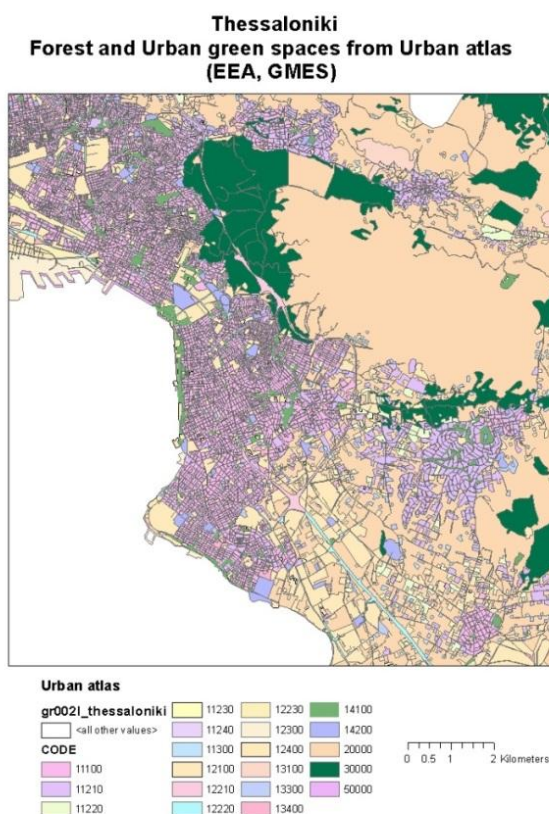 Thessaloniki
Forest and Urban green spaces from Urban atlas
(EEA, GMES)
Urban atlas
gr002l_thessaloniki
<all other values>
CODE
11100
11210
11220
11230
11240
11300
12100
12210
12220
12230
12300
12400
13100
13300
13400
14100
14200
20000
30000
50000
0 0.5 1 2 Kilometers